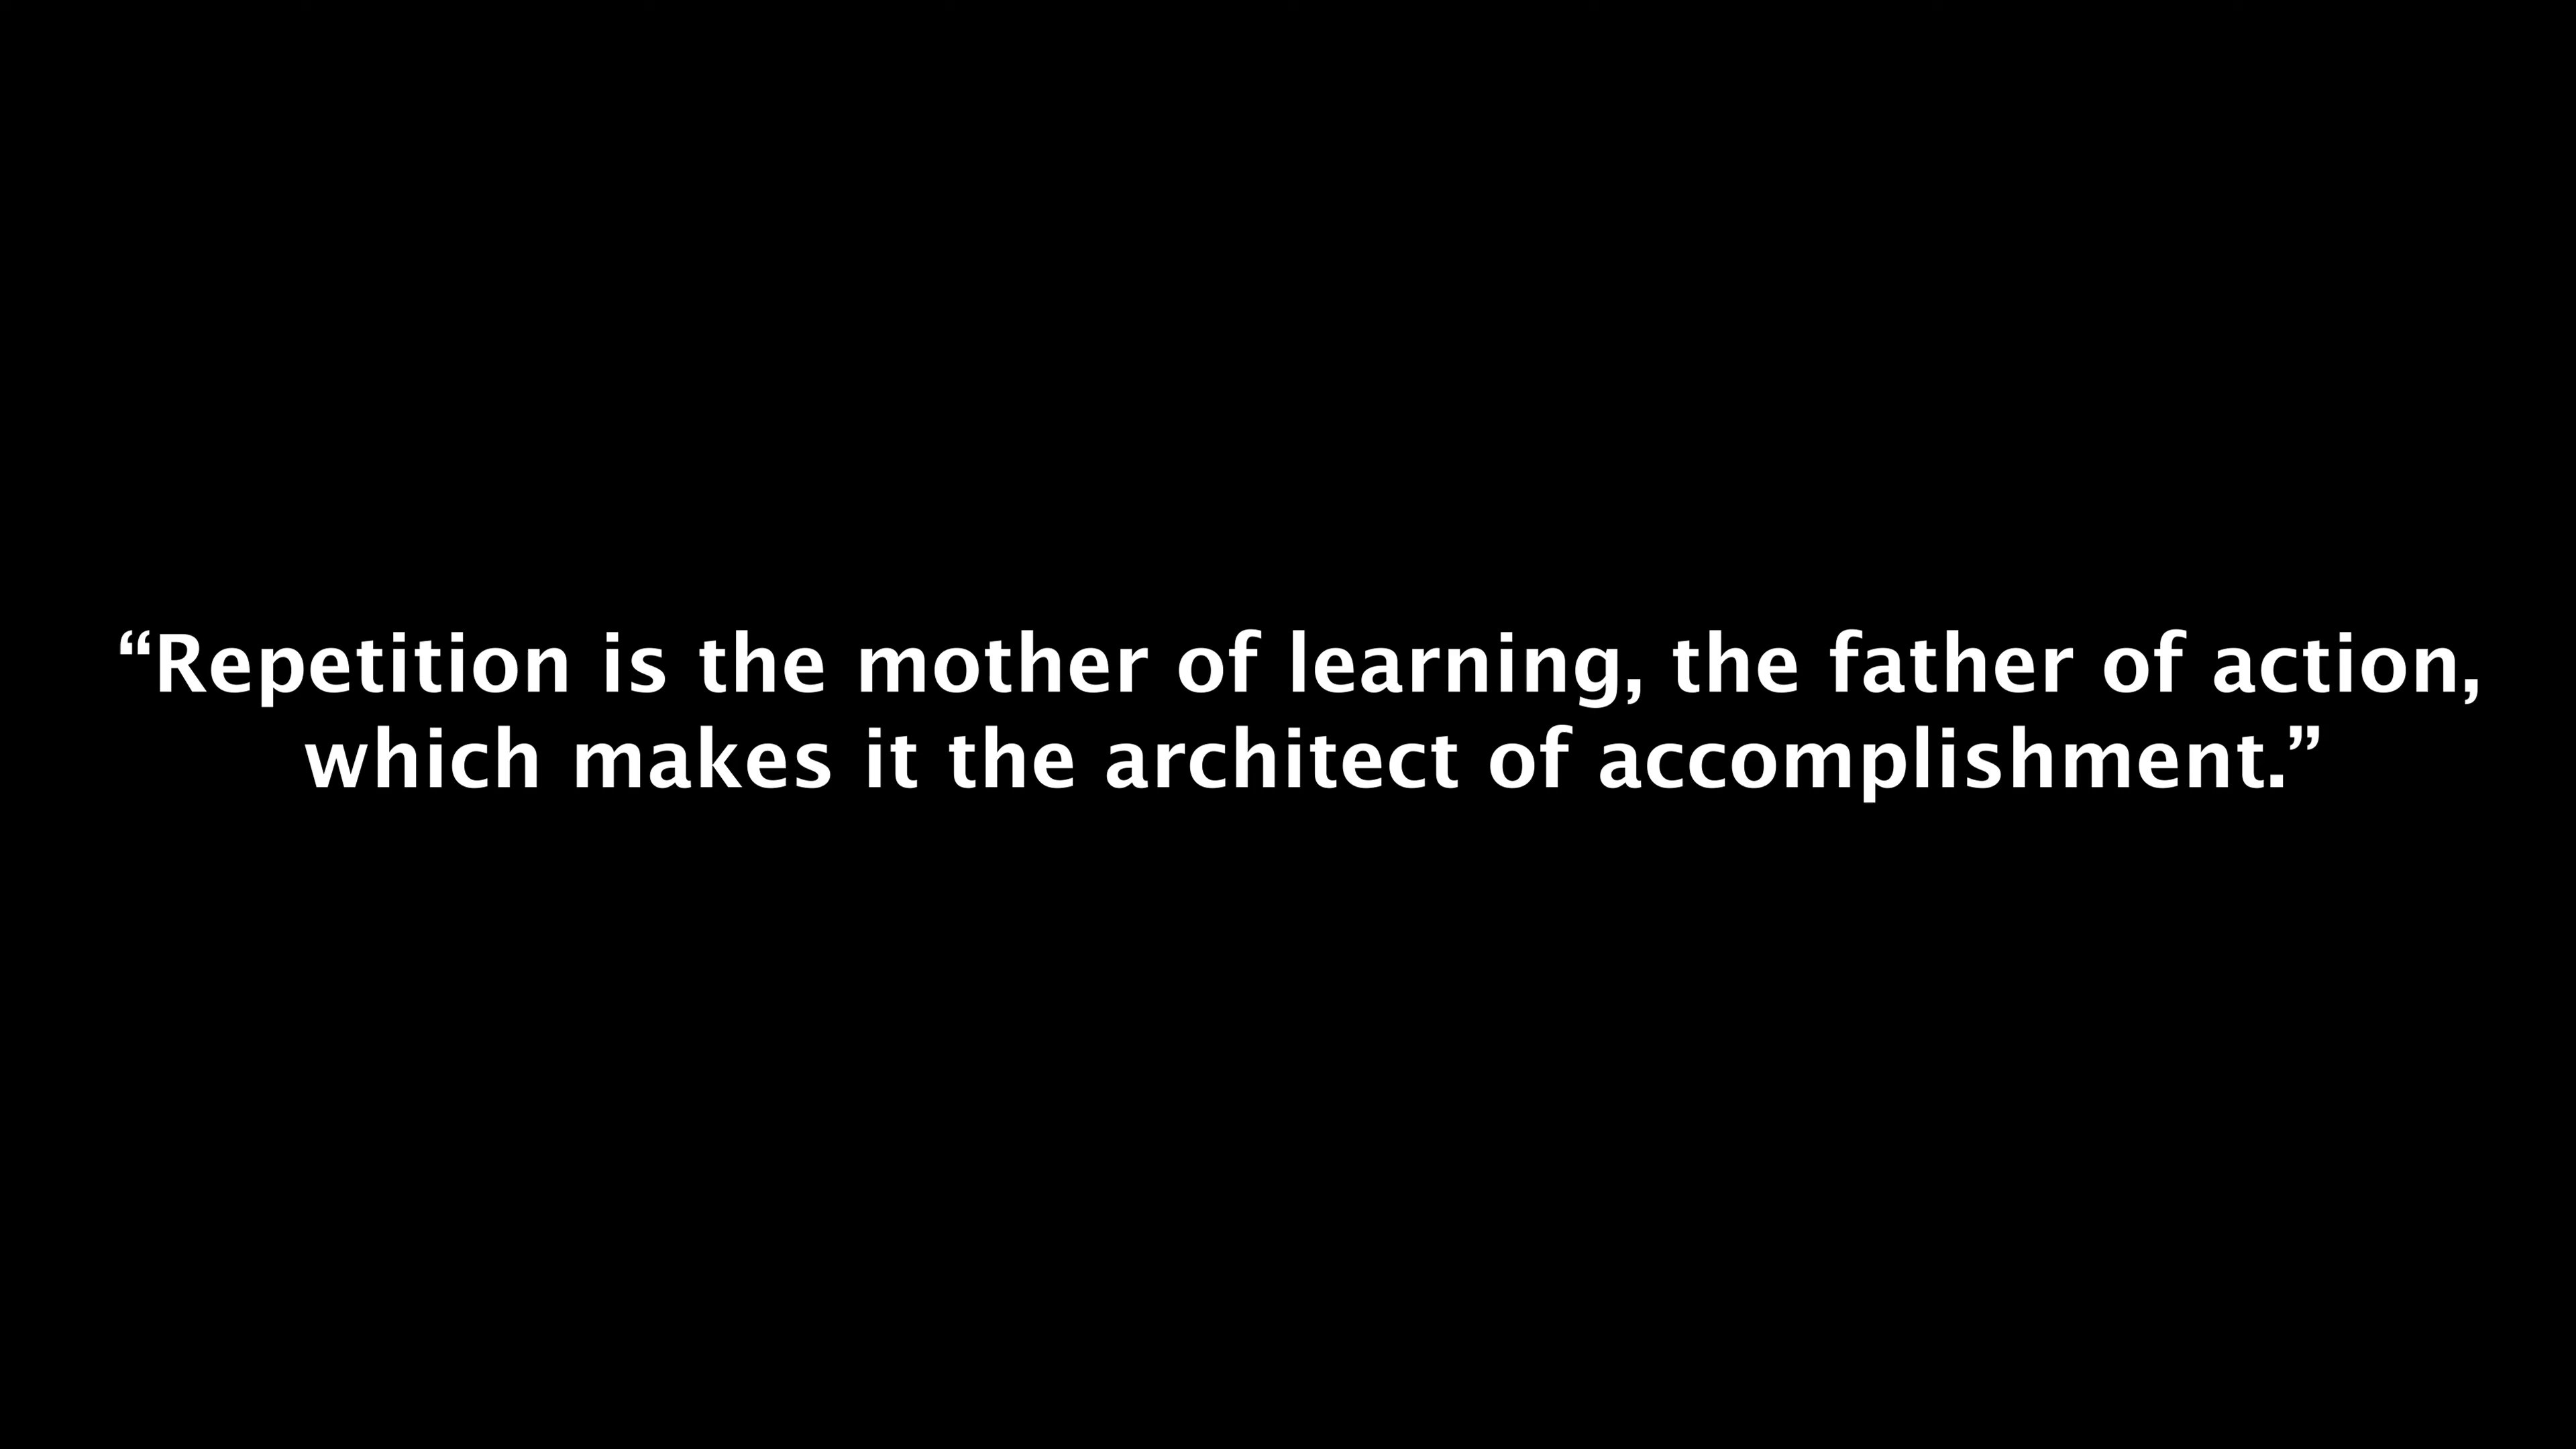 “Repetition is the mother of learning, the father of action,
which makes it the architect of accomplishment.”